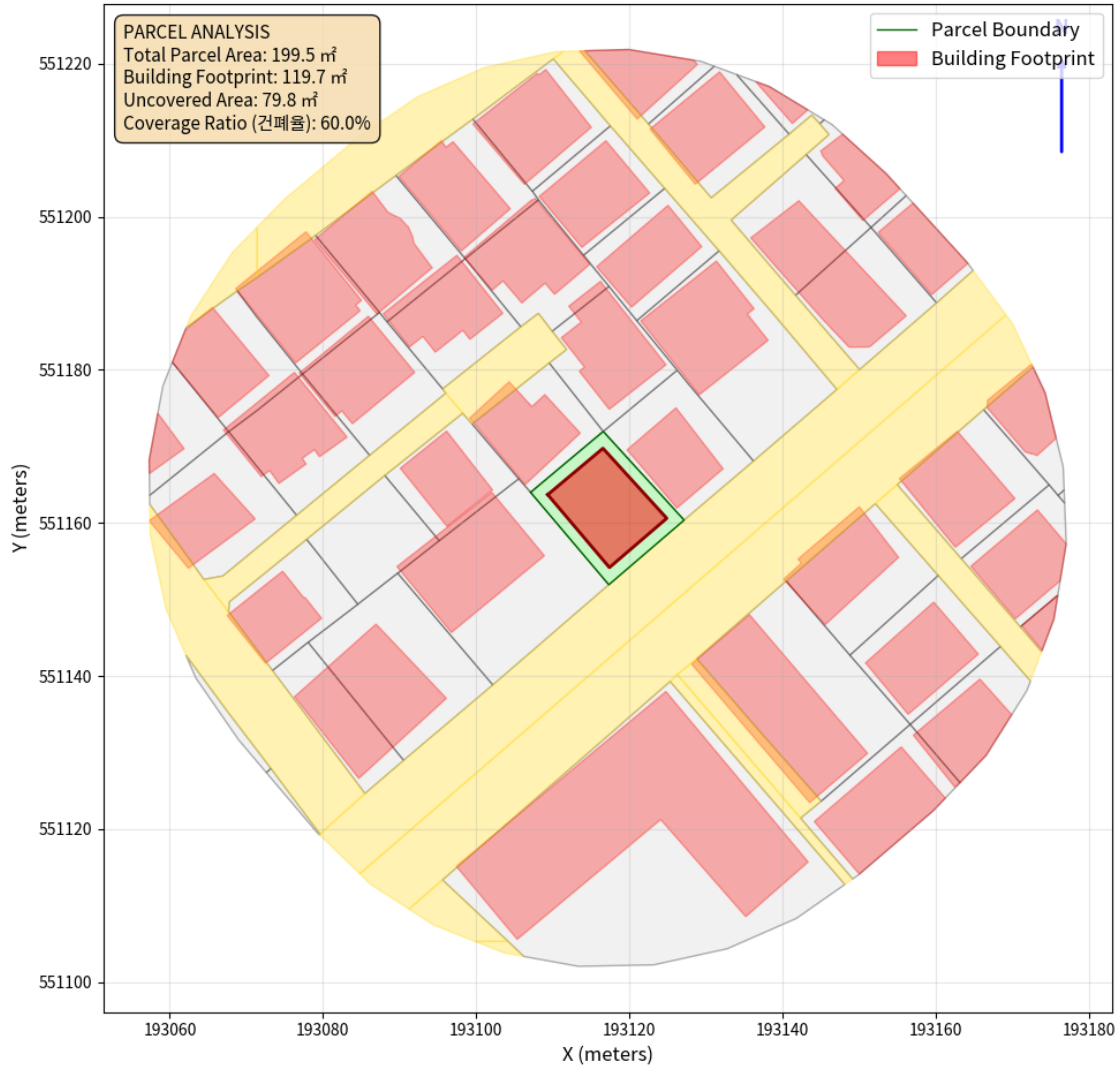 PARCEL ANALYSIS
Total Parcel Area: 199.5 ㎡
Building Footprint: 119.7 ㎡
Uncovered Area: 79.8 ㎡
Coverage Ratio (건폐율): 60.0%
Parcel Boundary
Building Footprint
N
551220
551200
551180
551160
551140
551120
551100
Y (meters)
193060
193080
193100
193120
193140
193160
193180
X (meters)